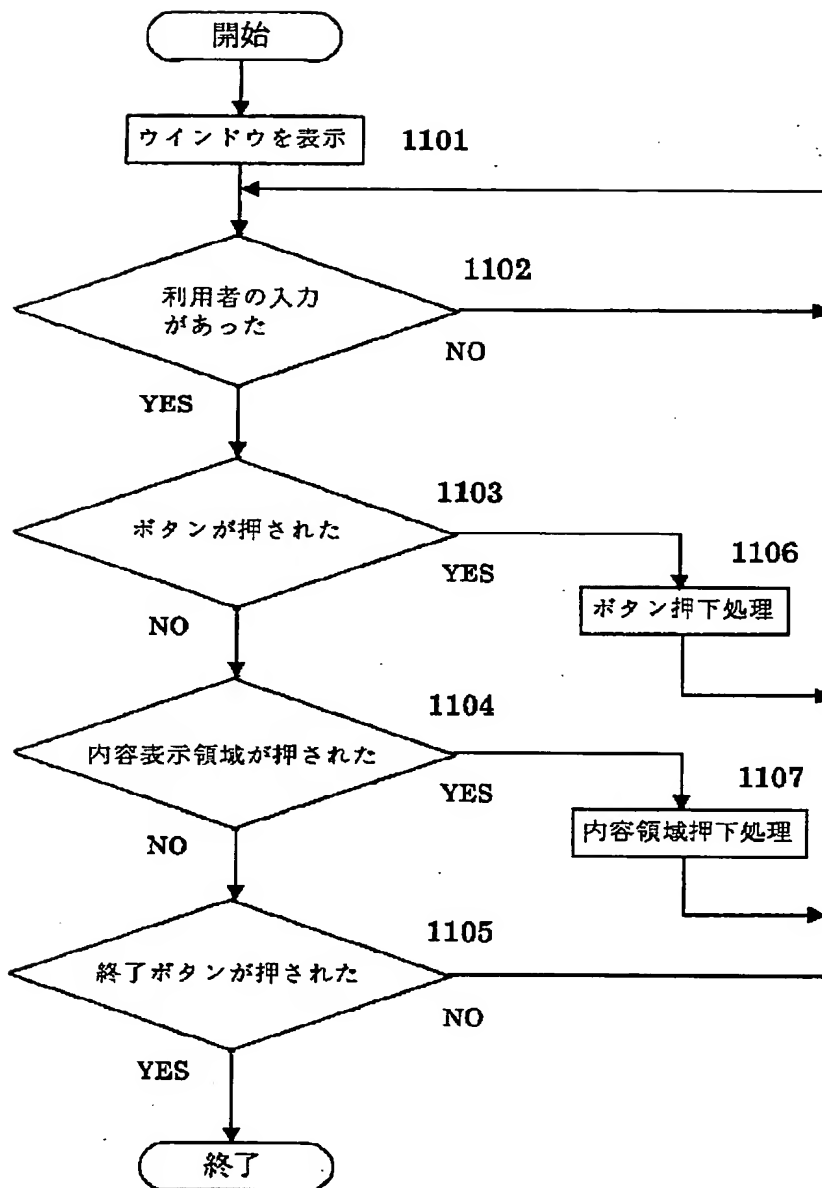 開始
ウインドウを表示
1101
1102
利用者の入力
があった
NO
YES
1103
ボタンが押された
YES
1106
ボタン押下処理
NO
1104
内容表示領域が押された
YES
1107
内容領域押下処理
NO
1105
終了ボタンが押された
NO
YES
終了